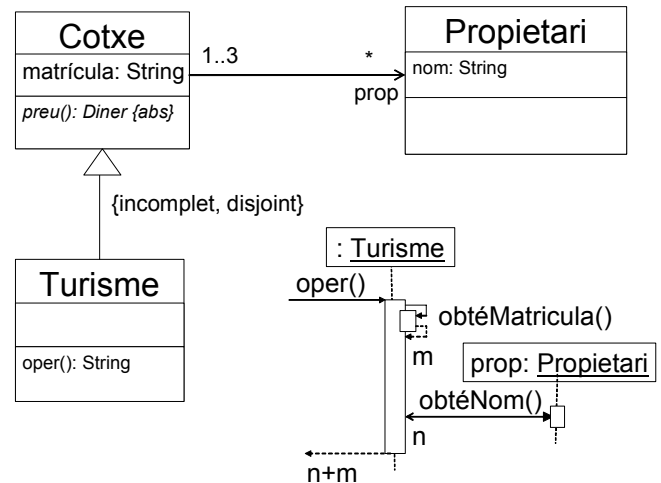 Cotxe
matrícula: String
preu(): Diner {abs}
1..3
*
prop
Propietari
nom: String
{incomplet, disjoint}
Turisme
oper(): String
: Turisme
oper()
obtéMatricula()
m
prop: Propietari
obtéNom()
n
n+m